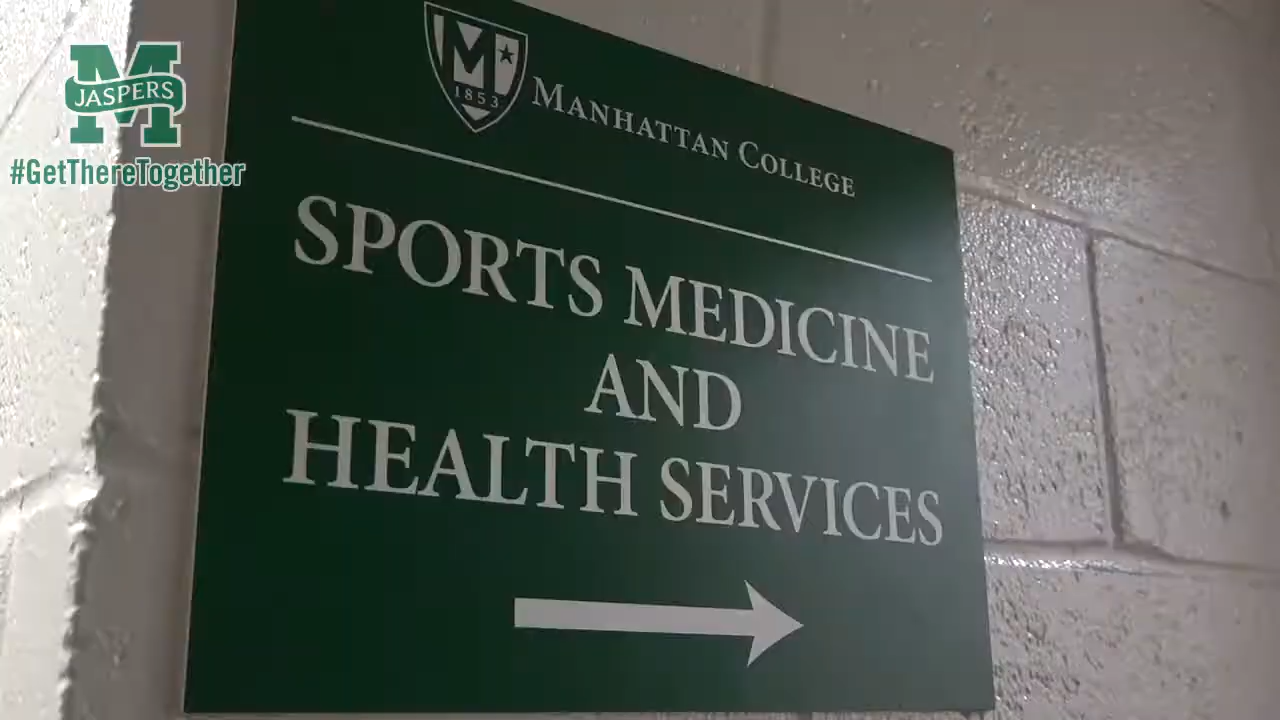 JASPERS
#GetThereTogether
M
1853
MANHATTAN COLLEGE
SPORTS MEDICINE
AND
HEALTH SERVICES